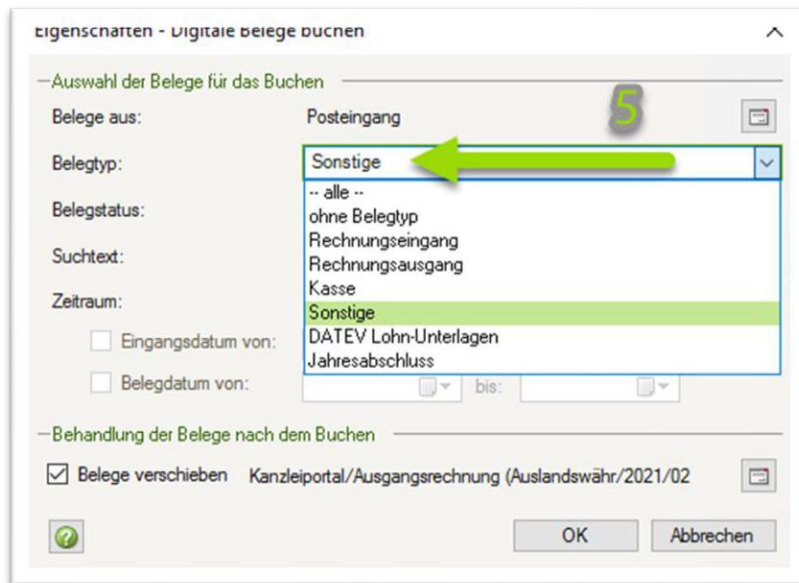 Eigenschaften - Digitale Belege buchen
Auswahl der Belege für das Buchen
5
Belege aus: Posteingang
Belegtyp: Sonstige
-- alle --
Belegstatus: ohne Belegtyp
Rechnungseingang
Suchtext: Rechnungsausgang
Kasse
Zeitraum: Sonstige
Eingangsdatum von: DATEV Lohn-Unterlagen
Jahresabschluss
Belegdatum von: bis:
Behandlung der Belege nach dem Buchen
Belege verschieben Kanzleiportal/Ausgangsrechnung (Auslandswähr/2021/02
OK Abbrechen